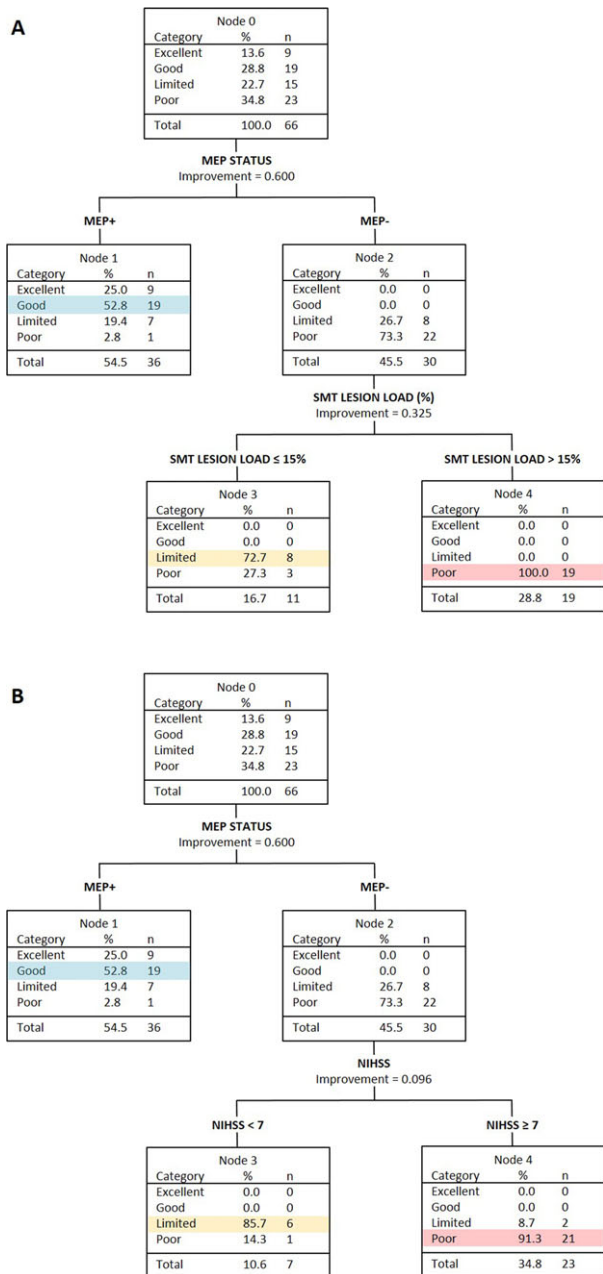 A
Node 0
Category % n
Excellent 13.6 9
Good 28.8 19
Limited 22.7 15
Poor 34.8 23
Total 100.0 66
MEP STATUS
Improvement = 0.600
MEP+ MEP-
Node 1
Category % n
Excellent 25.0 9
Good 52.8 19
Limited 19.4 7
Poor 2.8 1
Total 54.5 36
Node 2
Category % n
Excellent 0.0 0
Good 0.0 0
Limited 26.7 8
Poor 73.3 22
Total 45.5 30
SMT LESION LOAD (%)
Improvement = 0.325
SMT LESION LOAD ≤ 15% SMT LESION LOAD > 15%
Node 3
Category % n
Excellent 0.0 0
Good 0.0 0
Limited 72.7 8
Poor 27.3 3
Total 16.7 11
Node 4
Category % n
Excellent 0.0 0
Good 0.0 0
Limited 0.0 0
Poor 100.0 19
Total 28.8 19
B
Node 0
Category % n
Excellent 13.6 9
Good 28.8 19
Limited 22.7 15
Poor 34.8 23
Total 100.0 66
MEP STATUS
Improvement = 0.600
MEP+ MEP-
Node 1
Category % n
Excellent 25.0 9
Good 52.8 19
Limited 19.4 7
Poor 2.8 1
Total 54.5 36
Node 2
Category % n
Excellent 0.0 0
Good 0.0 0
Limited 26.7 8
Poor 73.3 22
Total 45.5 30
NIHSS
Improvement = 0.096
NIHSS < 7 NIHSS ≥ 7
Node 3
Category % n
Excellent 0.0 0
Good 0.0 0
Limited 85.7 6
Poor 14.3 1
Total 10.6 7
Node 4
Category % n
Excellent 0.0 0
Good 0.0 0
Limited 8.7 2
Poor 91.3 21
Total 34.8 23